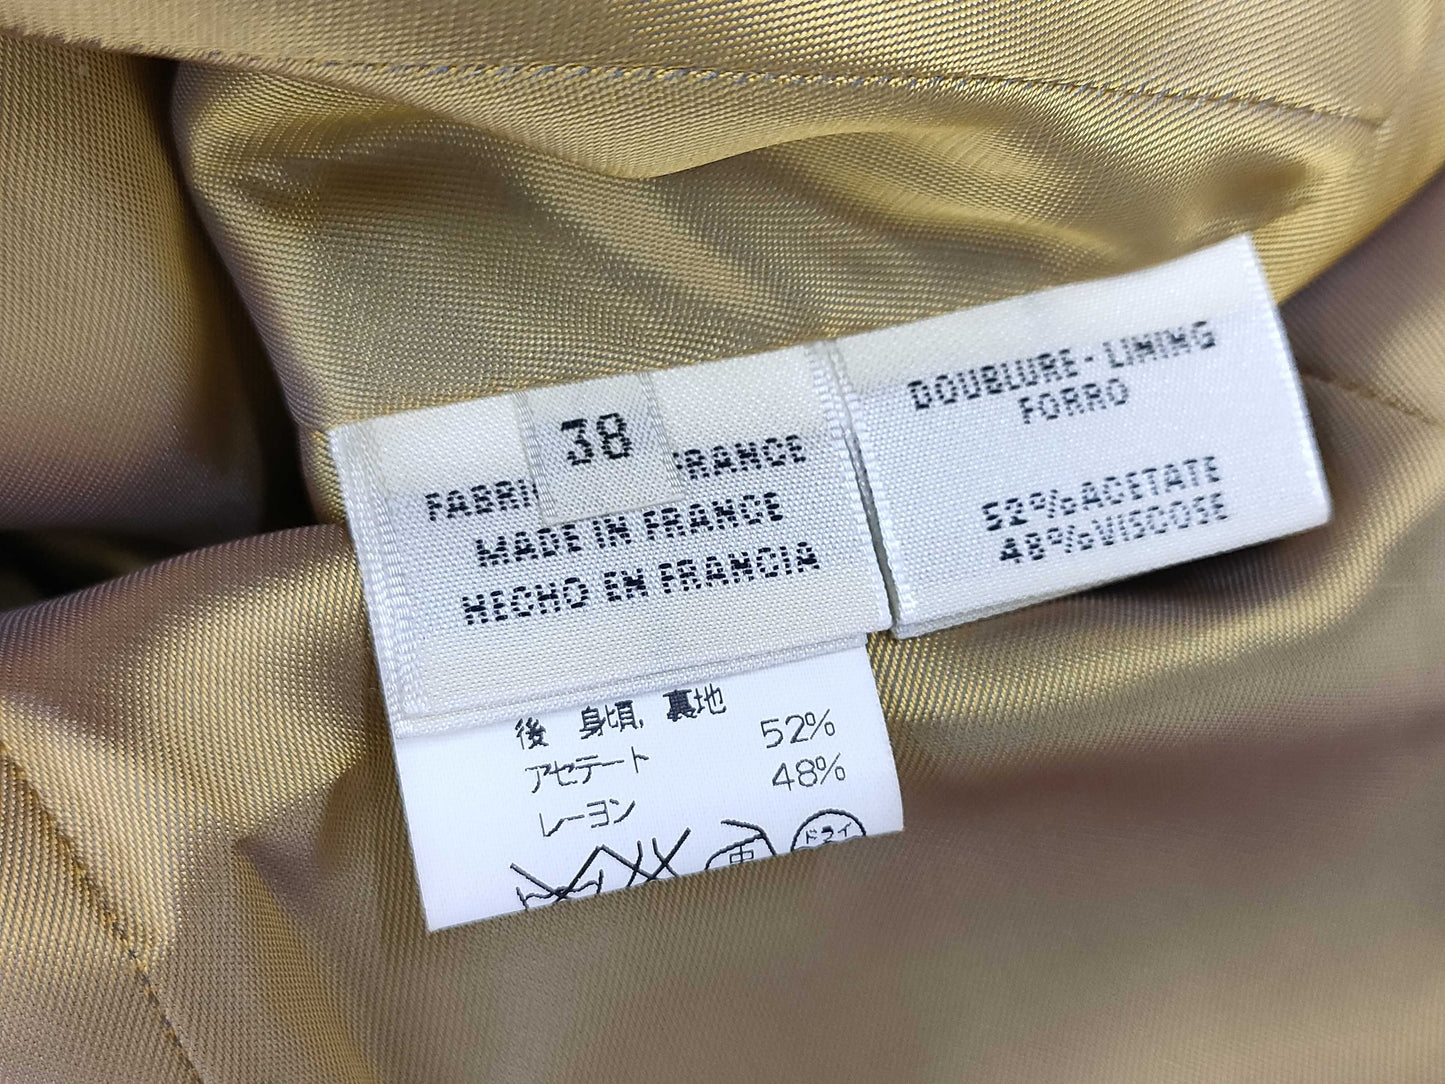 38
FRANCE
MADE IN FRANCE
HECHO EN FRANCIA
DOUBLURE - LINING
FORRO
52% ACETATE
48% VISCOSE
後 身頃, 裏地
アセテート 52%
レーヨン 48%
中
ドライ